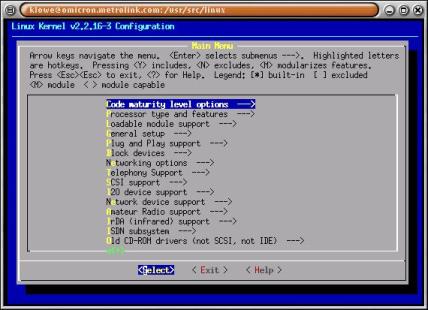 klowe@omicron.metrolink.com:/usr/src/linux
Linux Kernel v2.2.16-3 Configuration
Main Menu
Arrow keys navigate the menu. <Enter> selects submenus --->. Highlighted letters
are hotkeys. Pressing <Y> includes, <N> excludes, <M> modularizes features.
Press <Esc><Esc> to exit, <?> for Help. Legend: [*] built-in [ ] excluded
<M> module < > module capable
Code maturity level options --->
Processor type and features --->
Loadable module support --->
General setup --->
Plug and Play support --->
Block devices --->
Networking options --->
Telephony Support --->
SCSI support --->
I2O device support --->
Network device support --->
Amateur Radio support --->
IrDA (infrared) support --->
ISDN subsystem --->
Old CD-ROM drivers (not SCSI, not IDE) --->
<Select> < Exit > < Help >